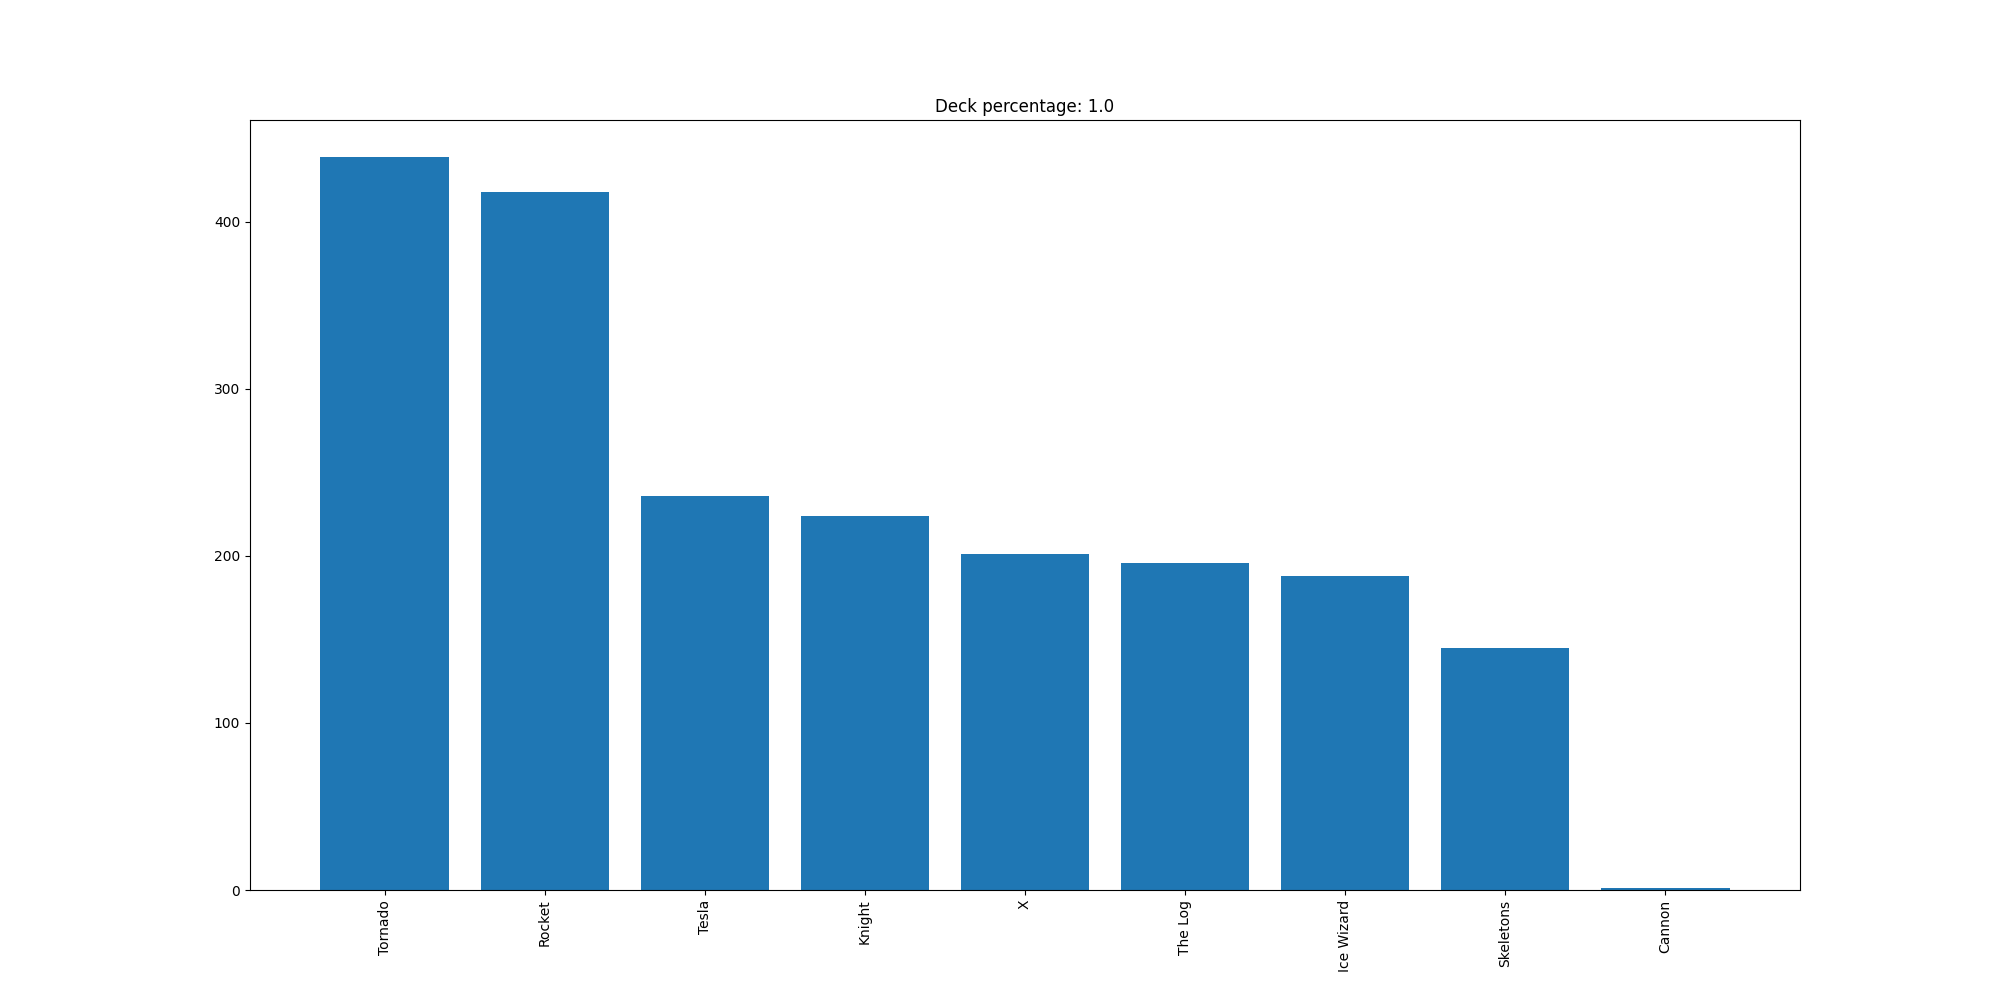 Deck percentage: 1.0
400
300
200
100
0
Tornado
Rocket
Tesla
Knight
X
The Log
Ice Wizard
Skeletons
Cannon